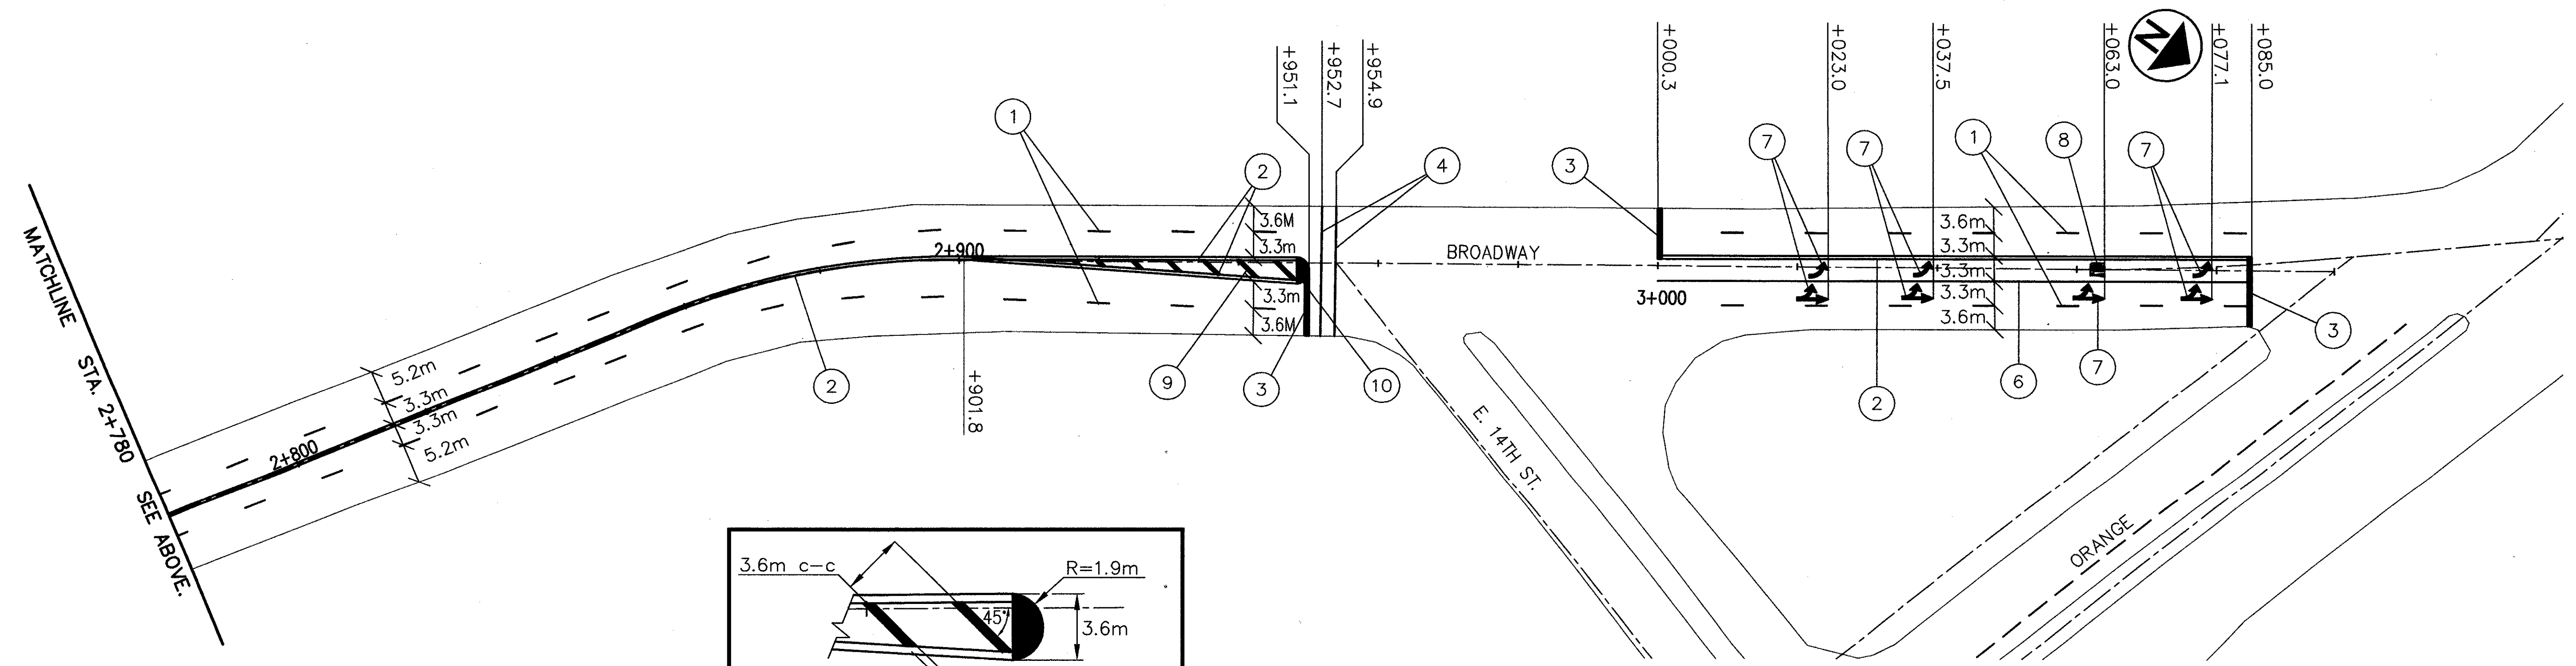 +951.1
+952.7
+954.9
+000.3
+023.0
+037.5
+063.0
+077.1
+085.0
N
1
2
4
3
7
7
1
8
7
3.6M
3.3m
2+900
BROADWAY
3.6m
3.3m
3.3m
3.3m
3.6m
3+000
3.3m
3.6M
MATCHLINE STA. 2+780 SEE ABOVE.
5.2m
3.3m
3.3m
5.2m
2+800
2
+901.8
9
3
10
E. 14TH ST.
2
6
7
3
ORANGE
3.6m c-c
R=1.9m
45°
3.6m